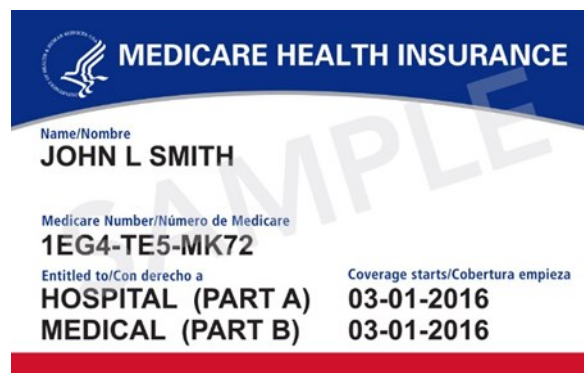 MEDICARE HEALTH INSURANCE
Name/Nombre
JOHN L SMITH
Medicare Number/Número de Medicare
1EG4-TE5-MK72
Entitled to/Con derecho a Coverage starts/Cobertura empieza
HOSPITAL (PART A) 03-01-2016
MEDICAL (PART B) 03-01-2016
SAMPLE